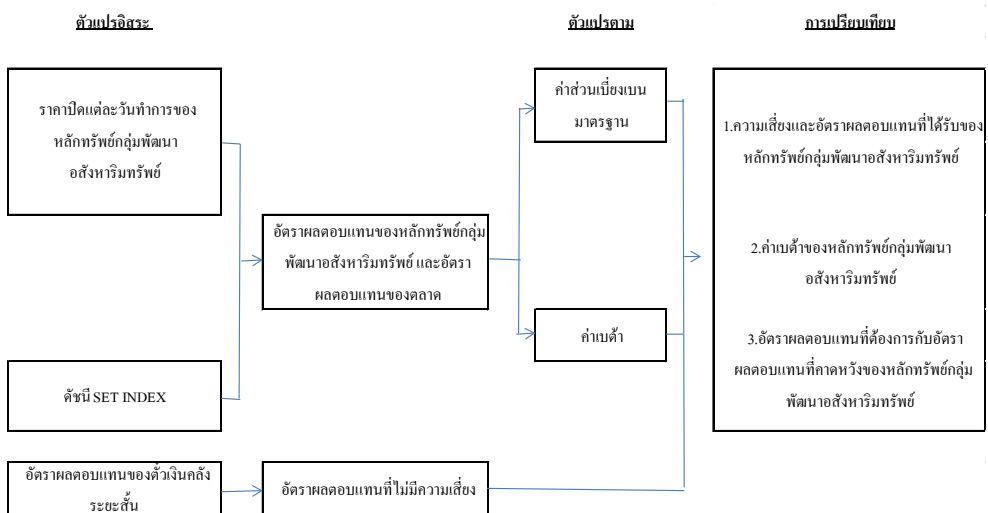 ตัวแปรอิสระ
ตัวแปรตาม
การเปรียบเทียบ
ราคาปิดแต่ละวันทำการของ
หลักทรัพย์กลุ่มพัฒนา
อสังหาริมทรัพย์
ดัชนี SET INDEX
อัตราผลตอบแทนของตั๋วเงินคลัง
ระยะสั้น
อัตราผลตอบแทนของหลักทรัพย์กลุ่ม
พัฒนาอสังหาริมทรัพย์ และอัตรา
ผลตอบแทนของตลาด
อัตราผลตอบแทนที่ไม่มีความเสี่ยง
ค่าส่วนเบี่ยงเบน
มาตรฐาน
ค่าเบต้า
1.ความเสี่ยงและอัตราผลตอบแทนที่ได้รับของ
หลักทรัพย์กลุ่มพัฒนาอสังหาริมทรัพย์
2.ค่าเบต้าของหลักทรัพย์กลุ่มพัฒนา
อสังหาริมทรัพย์
3.อัตราผลตอบแทนที่ต้องการกับอัตรา
ผลตอบแทนที่คาดหวังของหลักทรัพย์กลุ่ม
พัฒนาอสังหาริมทรัพย์